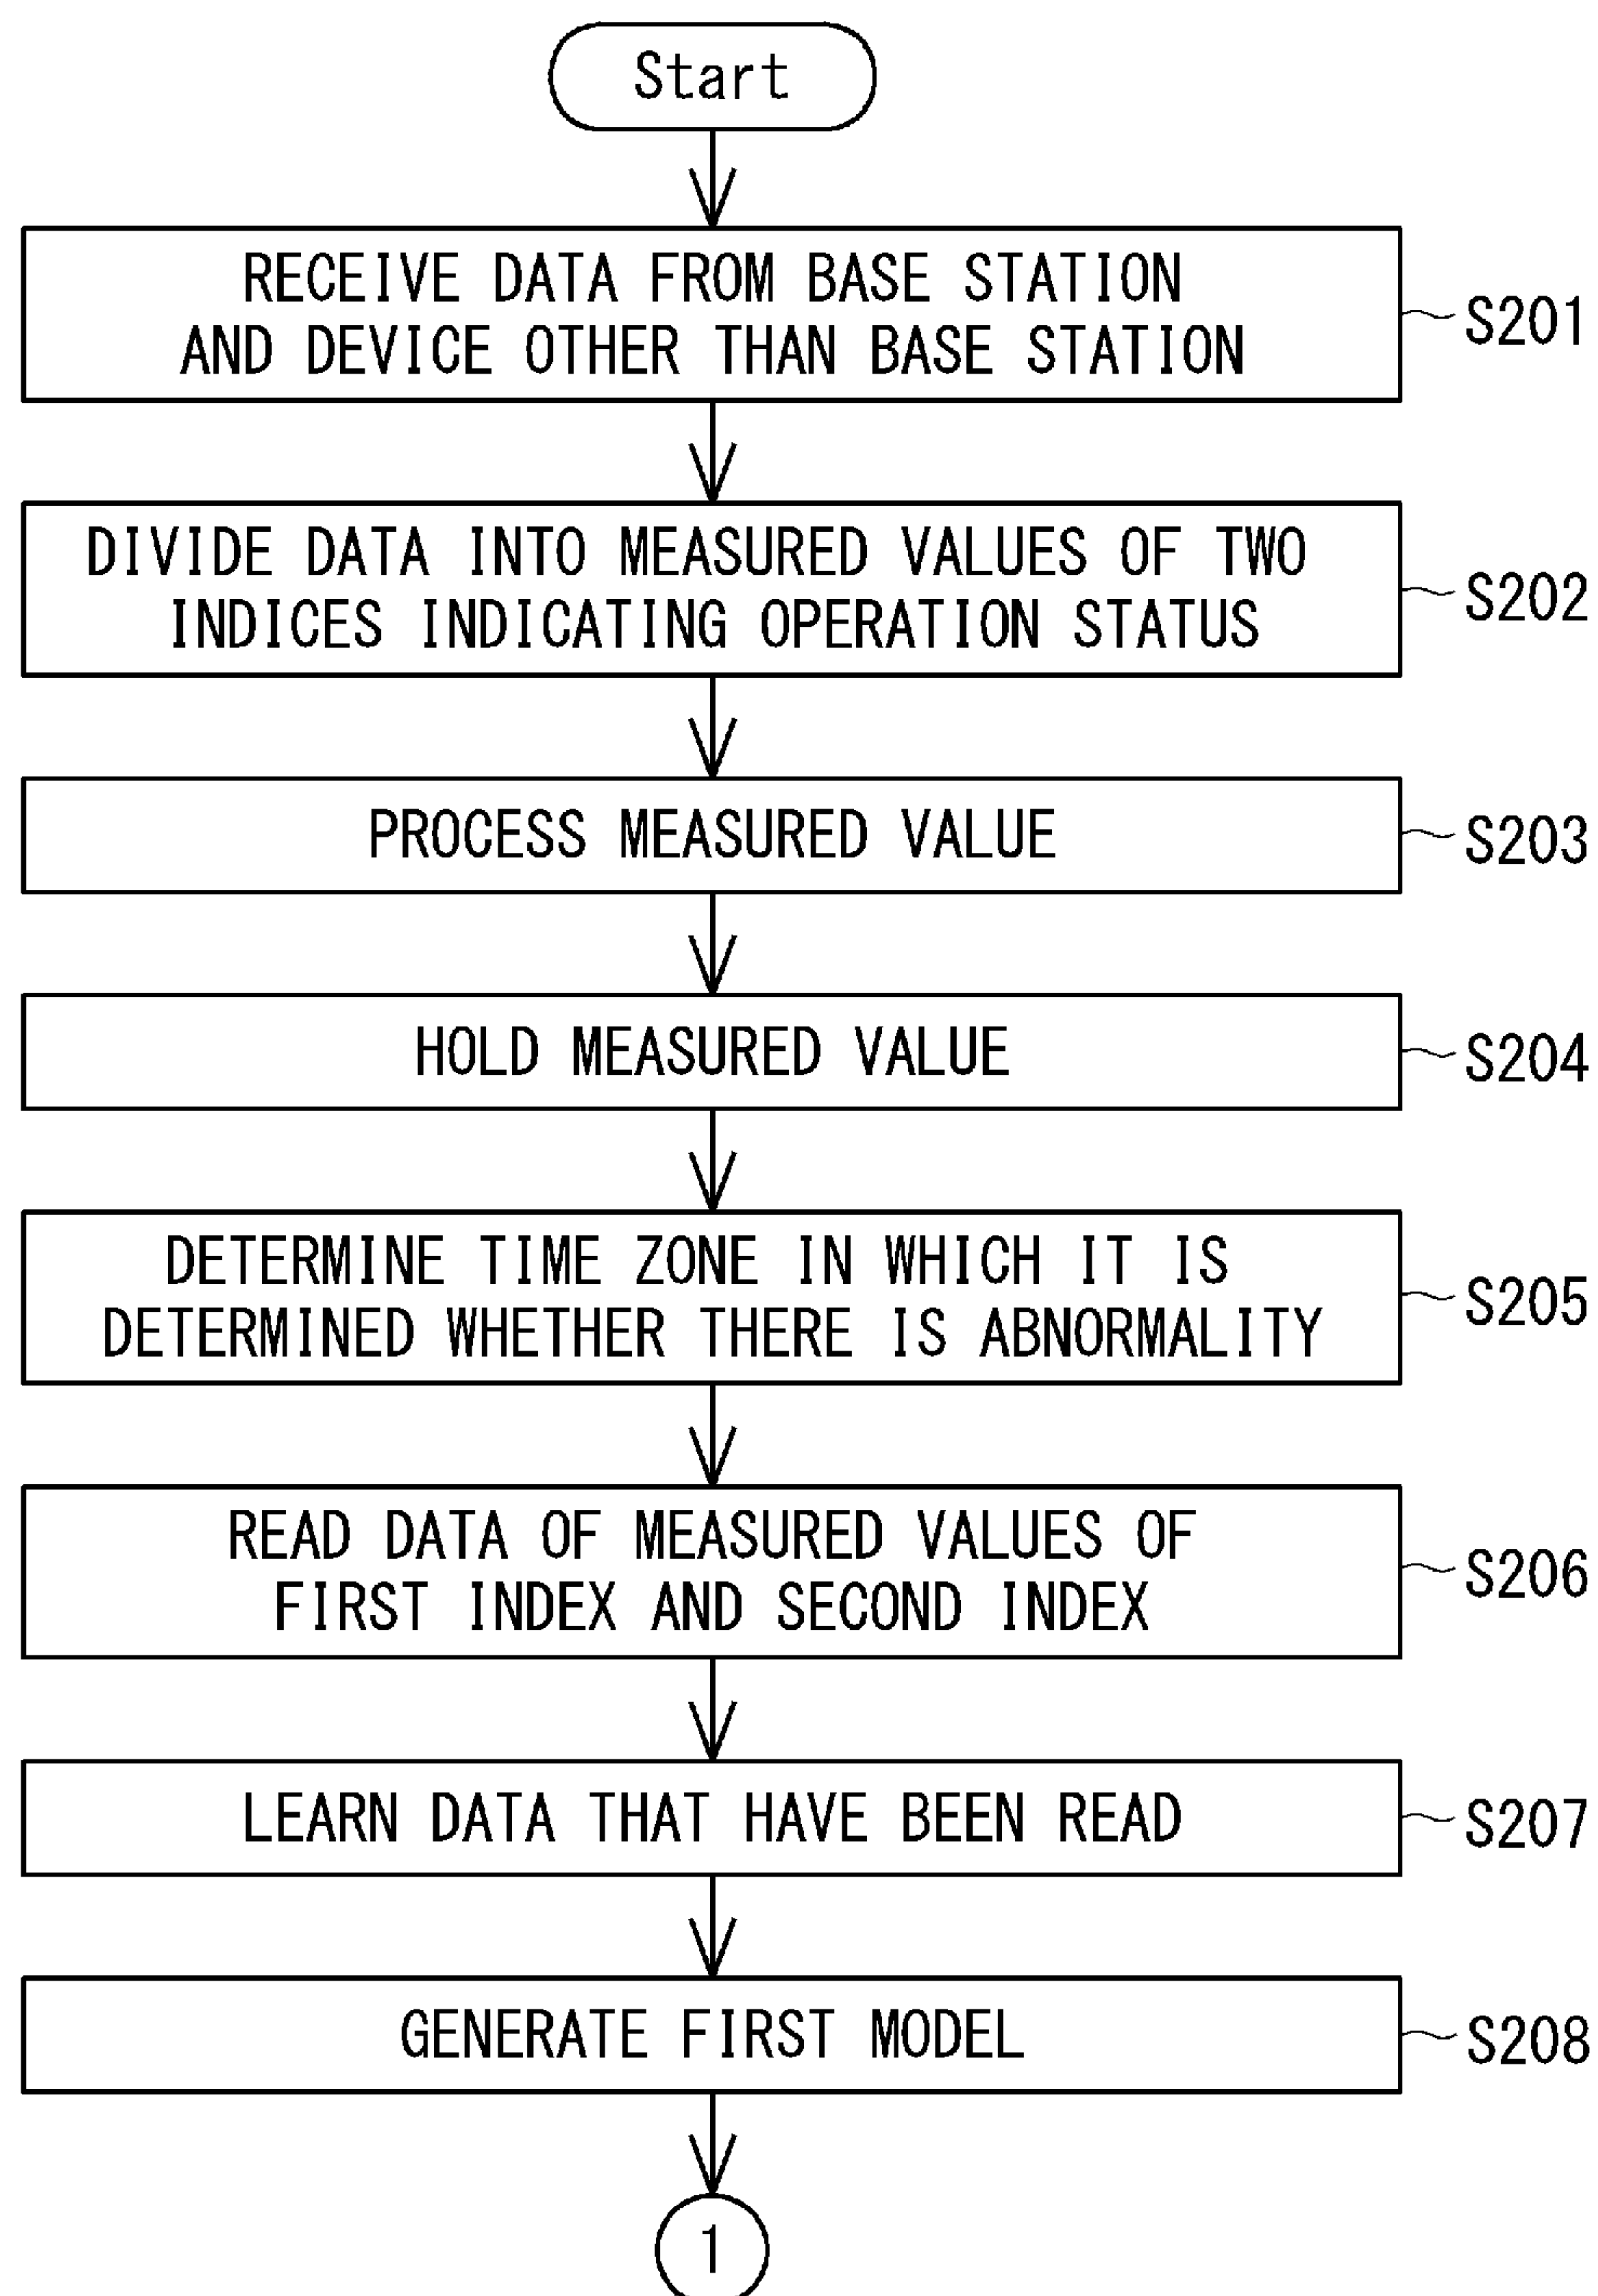 Start
RECEIVE DATA FROM BASE STATION
AND DEVICE OTHER THAN BASE STATION
S201
DIVIDE DATA INTO MEASURED VALUES OF TWO
INDICES INDICATING OPERATION STATUS
S202
PROCESS MEASURED VALUE
S203
HOLD MEASURED VALUE
S204
DETERMINE TIME ZONE IN WHICH IT IS
DETERMINED WHETHER THERE IS ABNORMALITY
S205
READ DATA OF MEASURED VALUES OF
FIRST INDEX AND SECOND INDEX
S206
LEARN DATA THAT HAVE BEEN READ
S207
GENERATE FIRST MODEL
S208
1